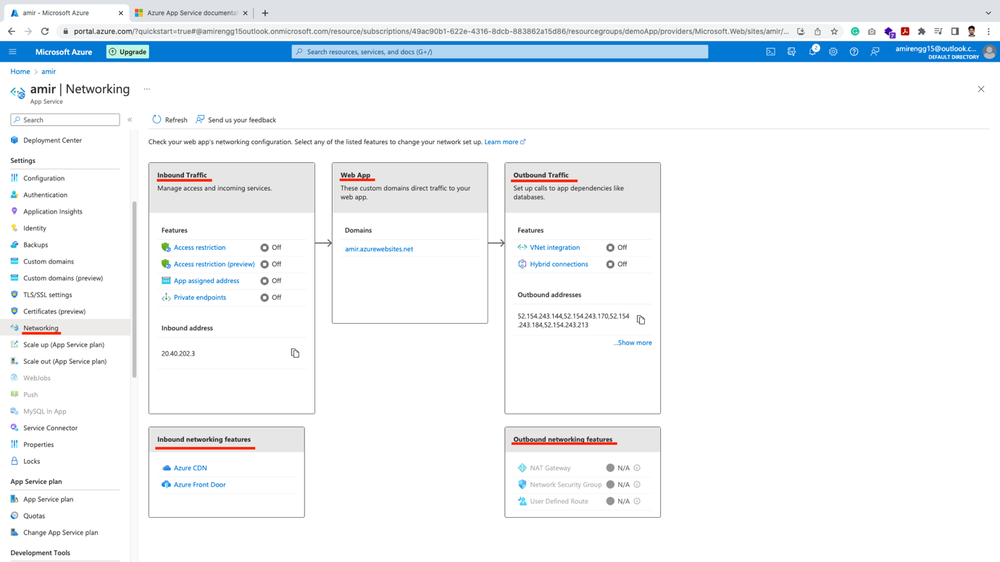 amir - Microsoft Azure
Azure App Service documentat
portal.azure.com/?quickstart=true#@amirengg15outlook.onmicrosoft.com/resource/subscriptions/49ac90b1-622e-4316-8dcb-883862a15d86/resourcegroups/demoApp/providers/Microsoft.Web/sites/amir/...
7
Microsoft Azure
Upgrade
Search resources, services, and docs (G+/)
2
amirengg15@outlook.c...
DEFAULT DIRECTORY
Home > amir
amir | Networking ...
App Service
Search
«
Refresh
Send us your feedback
Deployment Center
Settings
Configuration
Authentication
Application Insights
Identity
Backups
Custom domains
Custom domains (preview)
TLS/SSL settings
Certificates (preview)
Networking
Scale up (App Service plan)
Scale out (App Service plan)
WebJobs
Push
MySQL In App
Service Connector
Properties
Locks
App Service plan
App Service plan
Quotas
Change App Service plan
Development Tools
Check your web app's networking configuration. Select any of the listed features to change your network set up. Learn more
Inbound Traffic
Manage access and incoming services.
Features
Access restriction Off
Access restriction (preview) Off
App assigned address Off
Private endpoints Off
Inbound address
20.40.202.3
Web App
These custom domains direct traffic to your
web app.
Domains
amir.azurewebsites.net
Outbound Traffic
Set up calls to app dependencies like
databases.
Features
VNet integration Off
Hybrid connections Off
Outbound addresses
52.154.243.144,52.154.243.170,52.154
.243.184,52.154.243.213
...Show more
Inbound networking features
Azure CDN
Azure Front Door
Outbound networking features
NAT Gateway N/A
Network Security Group N/A
User Defined Route N/A